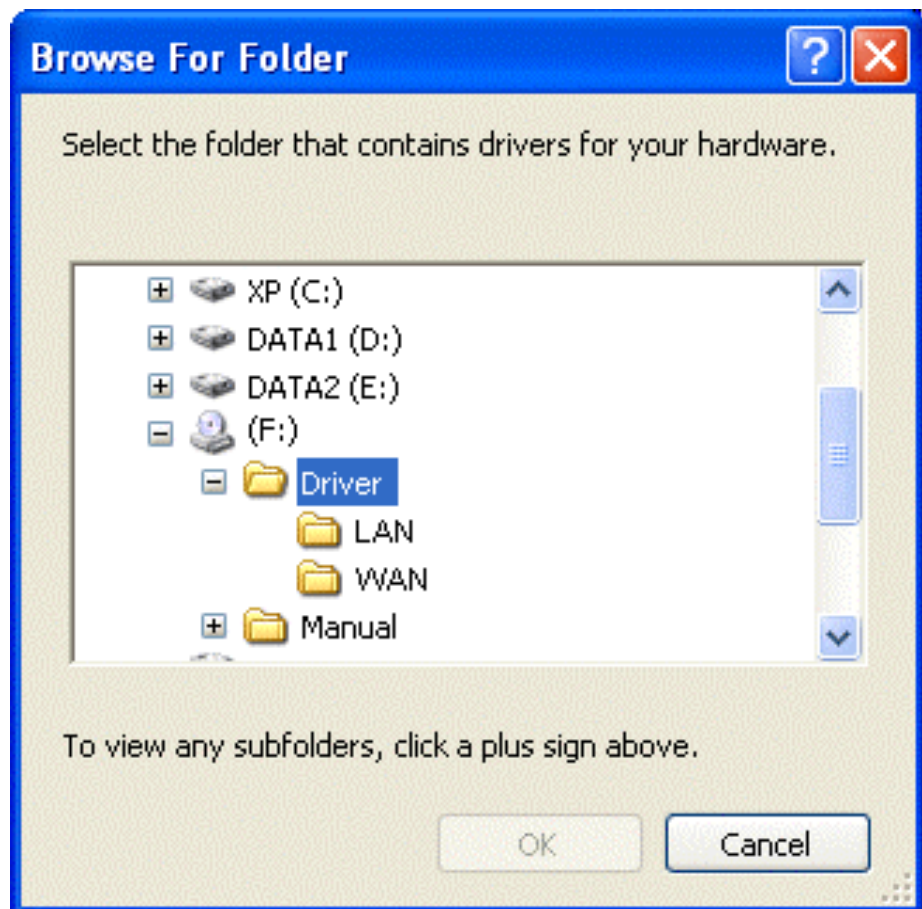 Browse For Folder
Select the folder that contains drivers for your hardware.
XP (C:)
DATA1 (D:)
DATA2 (E:)
(F:)
Driver
LAN
WAN
Manual
To view any subfolders, click a plus sign above.
OK Cancel